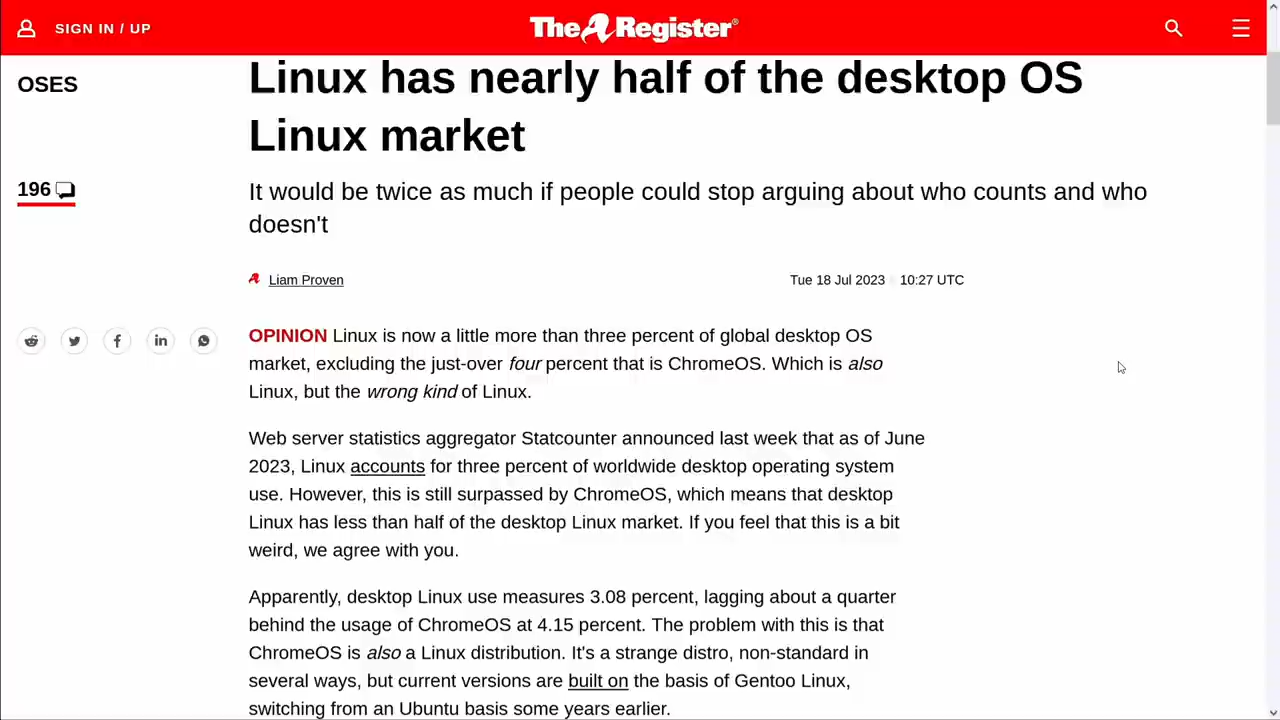 SIGN IN / UP
The Register®
OSES
Linux has nearly half of the desktop OS
Linux market
196
It would be twice as much if people could stop arguing about who counts and who
doesn't
Liam Proven
Tue 18 Jul 2023 10:27 UTC
OPINION Linux is now a little more than three percent of global desktop OS
market, excluding the just-over four percent that is ChromeOS. Which is also
Linux, but the wrong kind of Linux.
Web server statistics aggregator Statcounter announced last week that as of June
2023, Linux accounts for three percent of worldwide desktop operating system
use. However, this is still surpassed by ChromeOS, which means that desktop
Linux has less than half of the desktop Linux market. If you feel that this is a bit
weird, we agree with you.
Apparently, desktop Linux use measures 3.08 percent, lagging about a quarter
behind the usage of ChromeOS at 4.15 percent. The problem with this is that
ChromeOS is also a Linux distribution. It's a strange distro, non-standard in
several ways, but current versions are built on the basis of Gentoo Linux,
switching from an Ubuntu basis some years earlier.